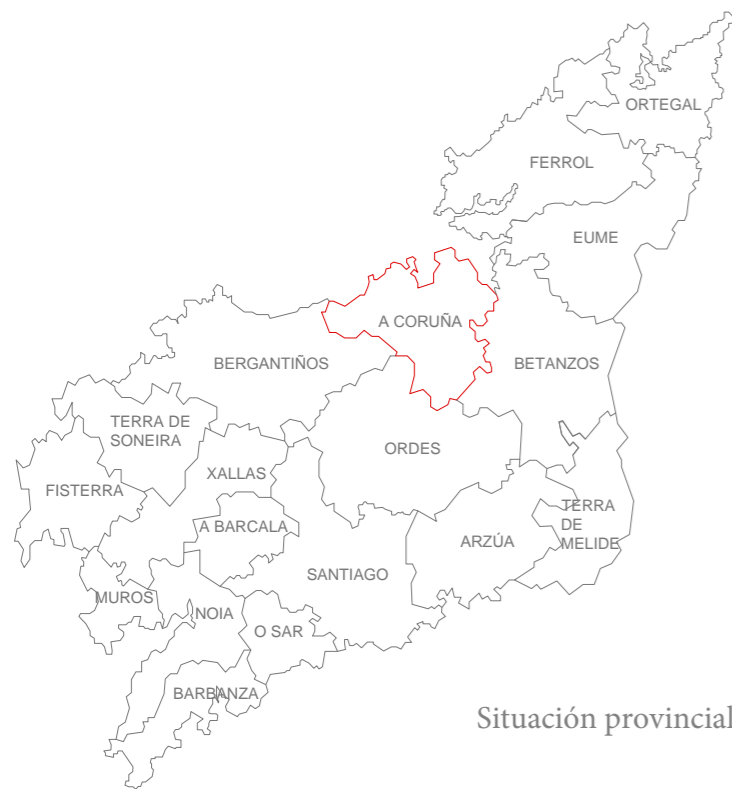 ORTEGAL
FERROL
EUME
A CORUÑA
BERGANTIÑOS
BETANZOS
TERRA DE
SONEIRA
ORDES
XALLAS
FISTERRA
A BARCALA
TERRA
DE
MELIDE
ARZÚA
SANTIAGO
MUROS
NOIA
O SAR
BARBANZA
Situación provincial